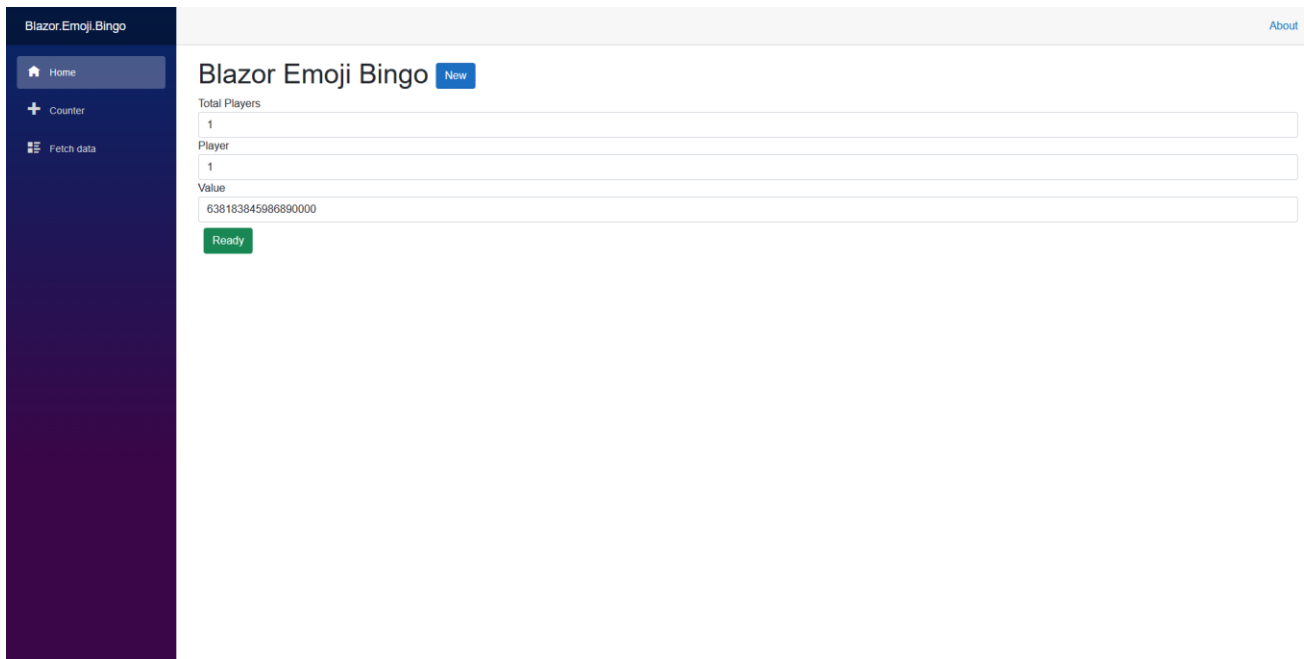 Blazor.Emoji.Bingo
About
Home
Counter
Fetch data
Blazor Emoji Bingo New
Total Players
1
Player
1
Value
638183845986890000
Ready